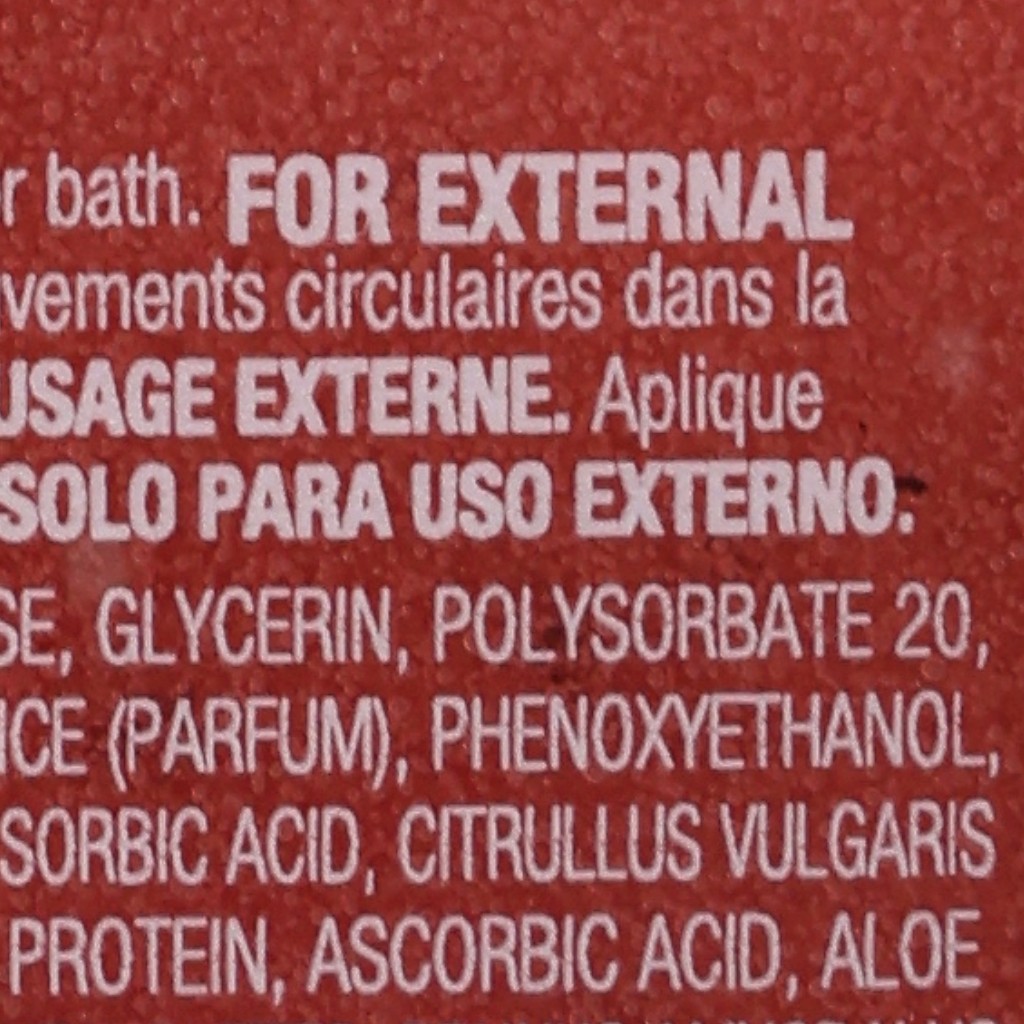 r bath. FOR EXTERNAL
vements circulaires dans la
USAGE EXTERNE. Aplique
SOLO PARA USO EXTERNO.
SE, GLYCERIN, POLYSORBATE 20,
ICE (PARFUM), PHENOXYETHANOL,
SORBIC ACID, CITRULLUS VULGARIS
PROTEIN, ASCORBIC ACID, ALOE